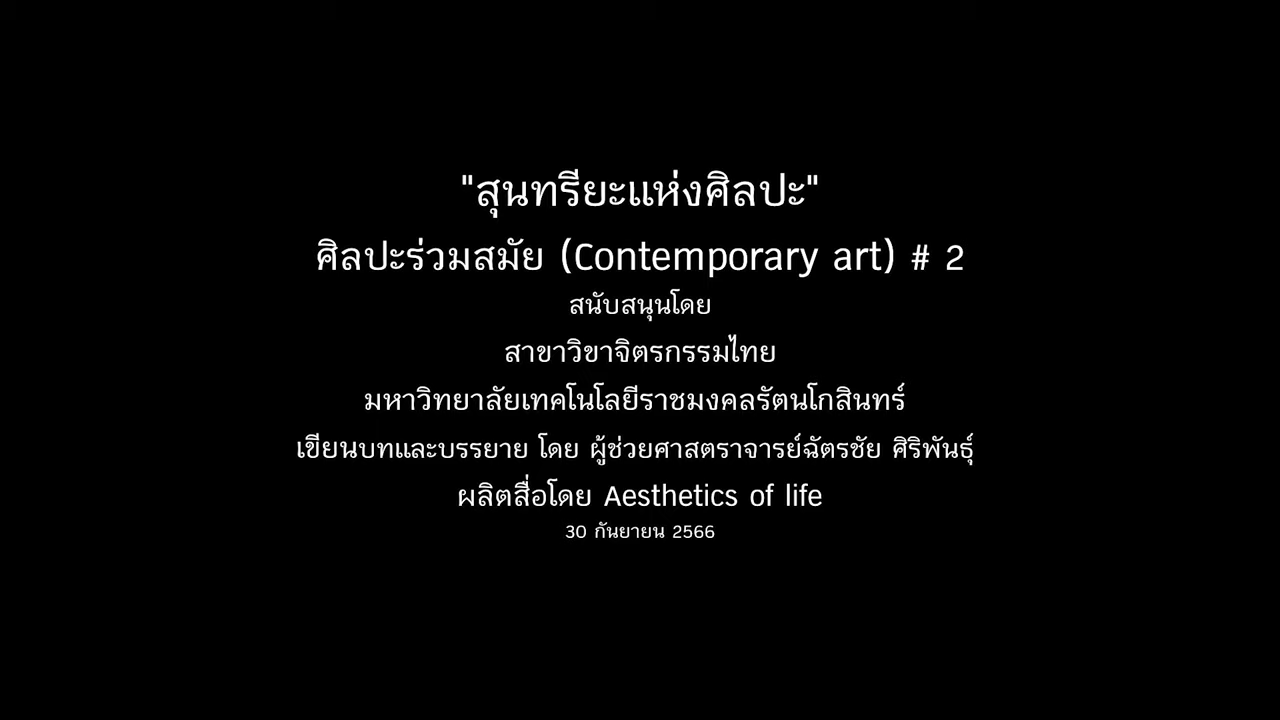 "สุนทรียะแห่งศิลปะ"
ศิลปะร่วมสมัย (Contemporary art) # 2
สนับสนุนโดย
สาขาวิขาจิตรกรรมไทย
มหาวิทยาลัยเทคโนโลยีราชมงคลรัตนโกสินทร์
เขียนบทและบรรยาย โดย ผู้ช่วยศาสตราจารย์ฉัตรชัย ศิริพันธุ์
ผลิตสื่อโดย Aesthetics of life
30 กันยายน 2566